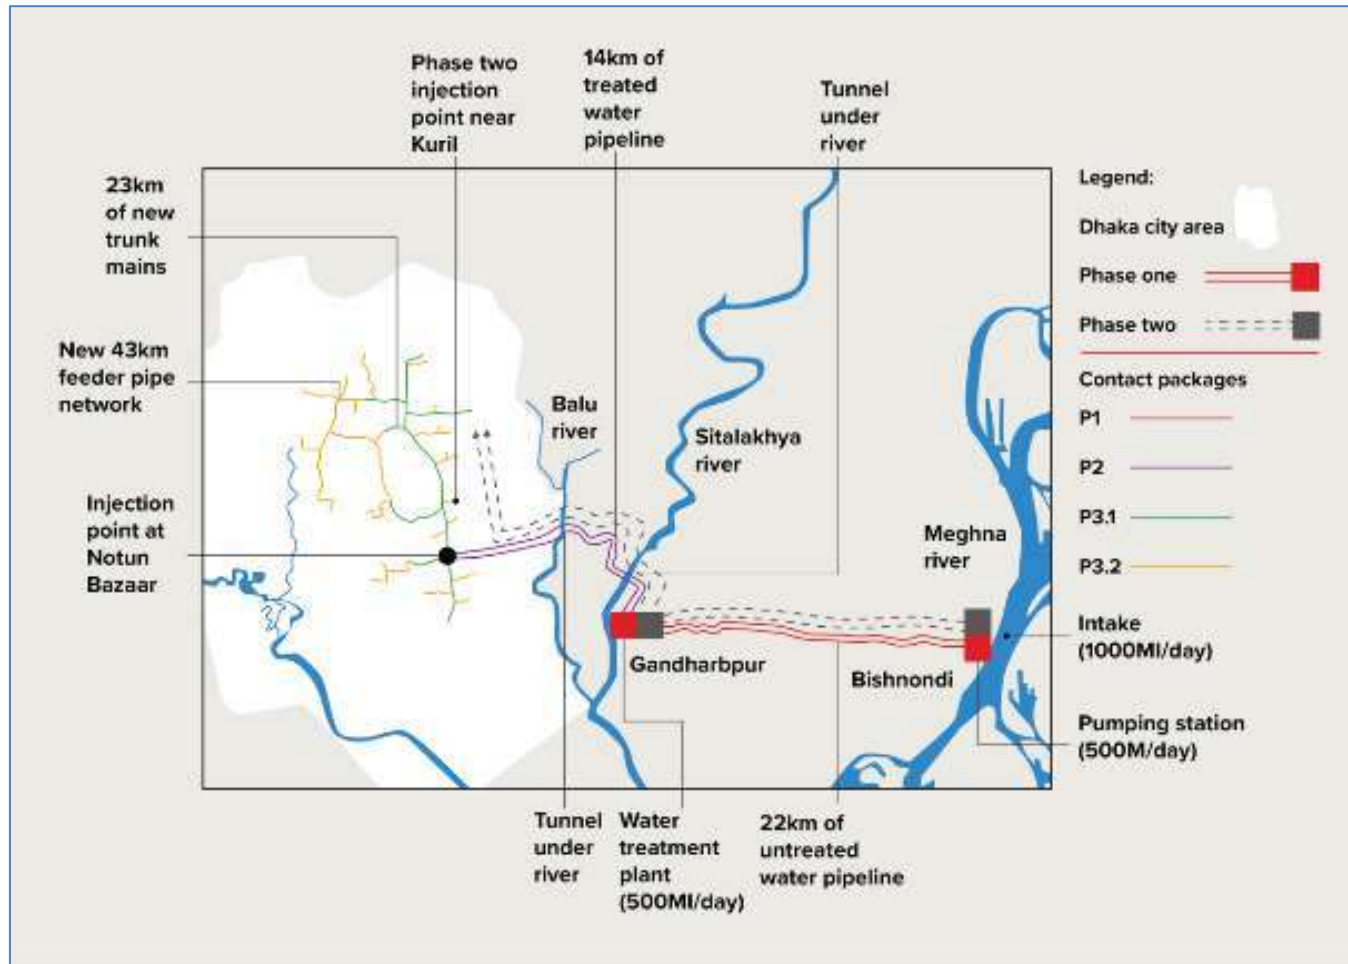 Phase two
injection
point near
Kuril
14km of
treated
water
pipeline
Tunnel
under
river
23km
of new
trunk
mains
New 43km
feeder pipe
network
Injection
point at
Notun
Bazaar
Balu
river
Sitalakhya
river
Meghna
river
Gandharbpur
Bishnondi
Legend:
Dhaka city area
Phase one
Phase two
Contact packages
P1
P2
P3.1
P3.2
Intake
(1000Ml/day)
Pumping station
(500M/day)
Tunnel
under
river
Water
treatment
plant
(500Ml/day)
22km of
untreated
water pipeline